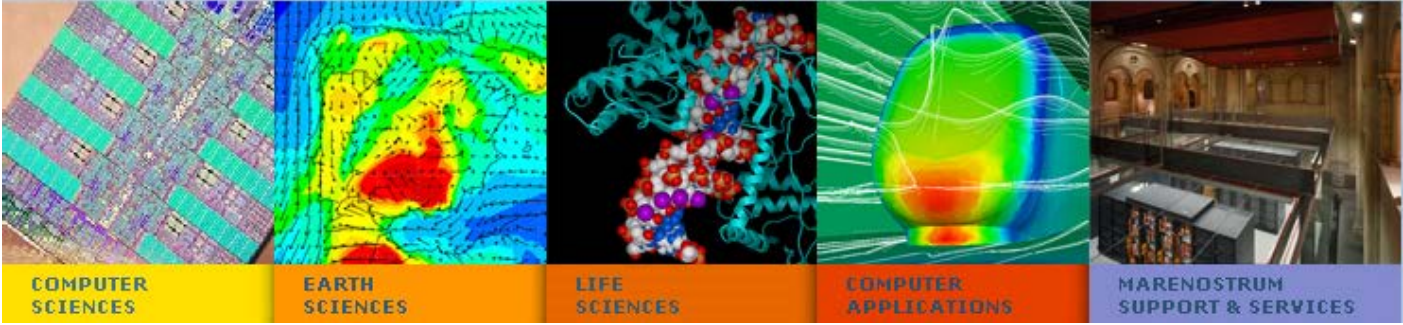 COMPUTER
SCIENCES
EARTH
SCIENCES
LIFE
SCIENCES
COMPUTER
APPLICATIONS
MARENOSTRUM
SUPPORT & SERVICES